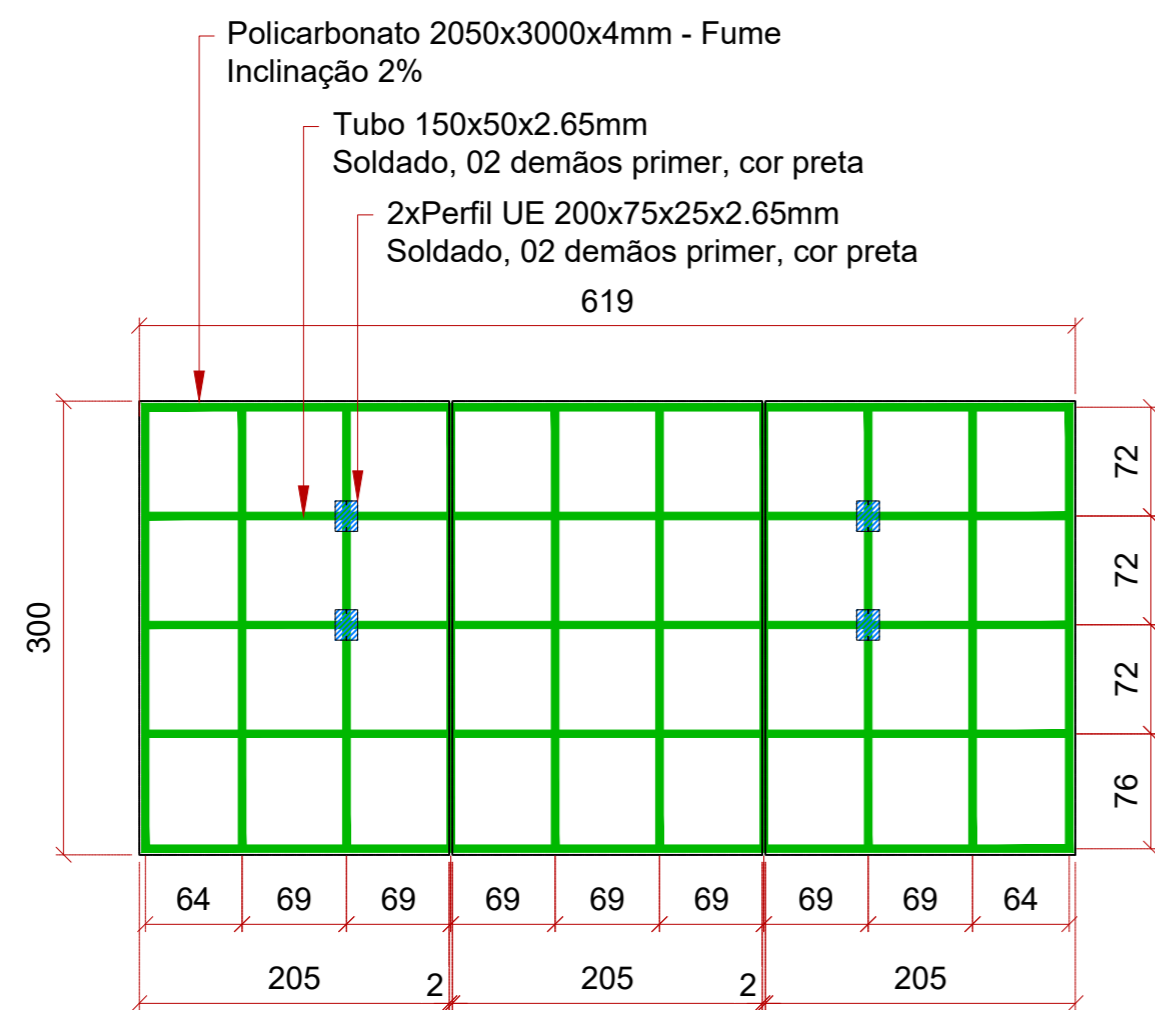 Policarbonato 2050x3000x4mm - Fume
Inclinação 2%
Tubo 150x50x2.65mm
Soldado, 02 demãos primer, cor preta
2xPerfil UE 200x75x25x2.65mm
Soldado, 02 demãos primer, cor preta
619
300
72
72
72
76
64 69 69 69 69 69 69 69 64
205 2 205 2 205